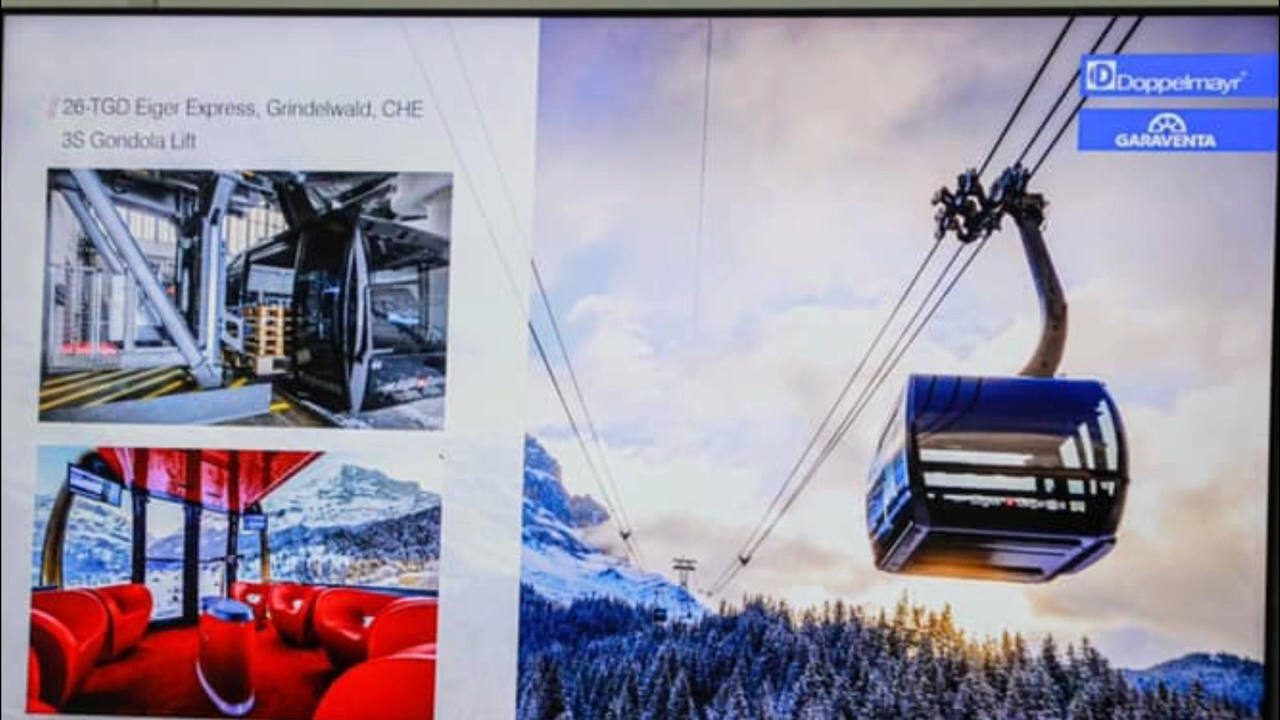 //26-TGD Eiger Express, Grindelwald, CHE
3S Gondola Lift
Doppelmayr®
GARAVENTA